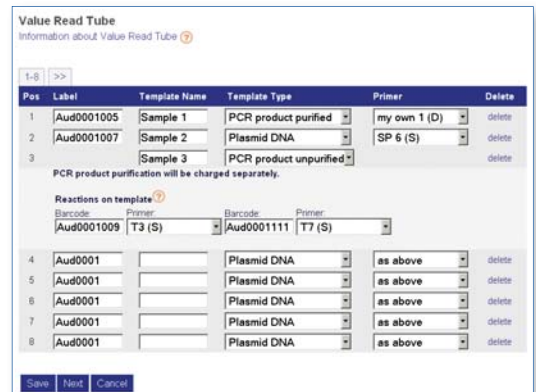 Value Read Tube
Information about Value Read Tube ?
1-8 >>
Pos Label Template Name Template Type Primer Delete
1 Aud0001005 Sample 1 PCR product purified my own 1 (D) delete
2 Aud0001007 Sample 2 Plasmid DNA SP 6 (S) delete
3 Sample 3 PCR product unpurified delete
PCR product purification will be charged separately.
Reactions on template ?
Barcode: Primer: Barcode: Primer:
Aud0001009 T3 (S) Aud0001111 T7 (S)
4 Aud0001 Plasmid DNA as above delete
5 Aud0001 Plasmid DNA as above delete
6 Aud0001 Plasmid DNA as above delete
7 Aud0001 Plasmid DNA as above delete
8 Aud0001 Plasmid DNA as above delete
Save Next Cancel